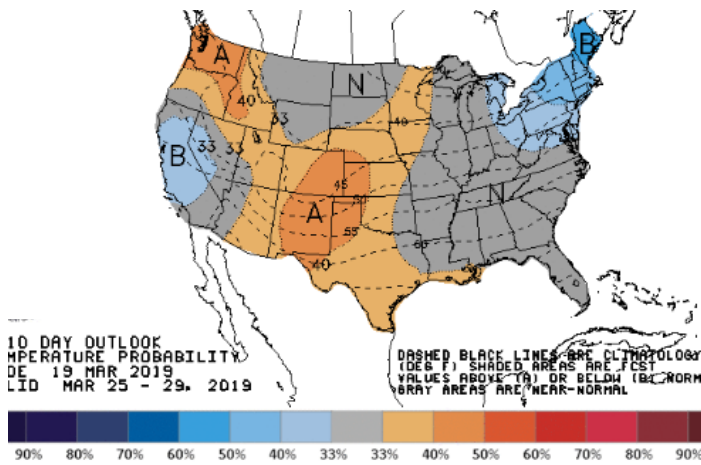 A
B
N
40
33
40
B
33
33
30
45
50
A
N
55
60
40
10 DAY OUTLOOK
MPERATURE PROBABILITY
DE 19 MAR 2019
LID MAR 25 - 29, 2019
DASHED BLACK LINES ARE CLIMATOLOGY
(DEG F) SHADED AREAS ARE FCST
VALUES ABOVE (A) OR BELOW (B) NORM
GRAY AREAS ARE NEAR-NORMAL
90% 80% 70% 60% 50% 40% 33% 33% 40% 50% 60% 70% 80% 90%